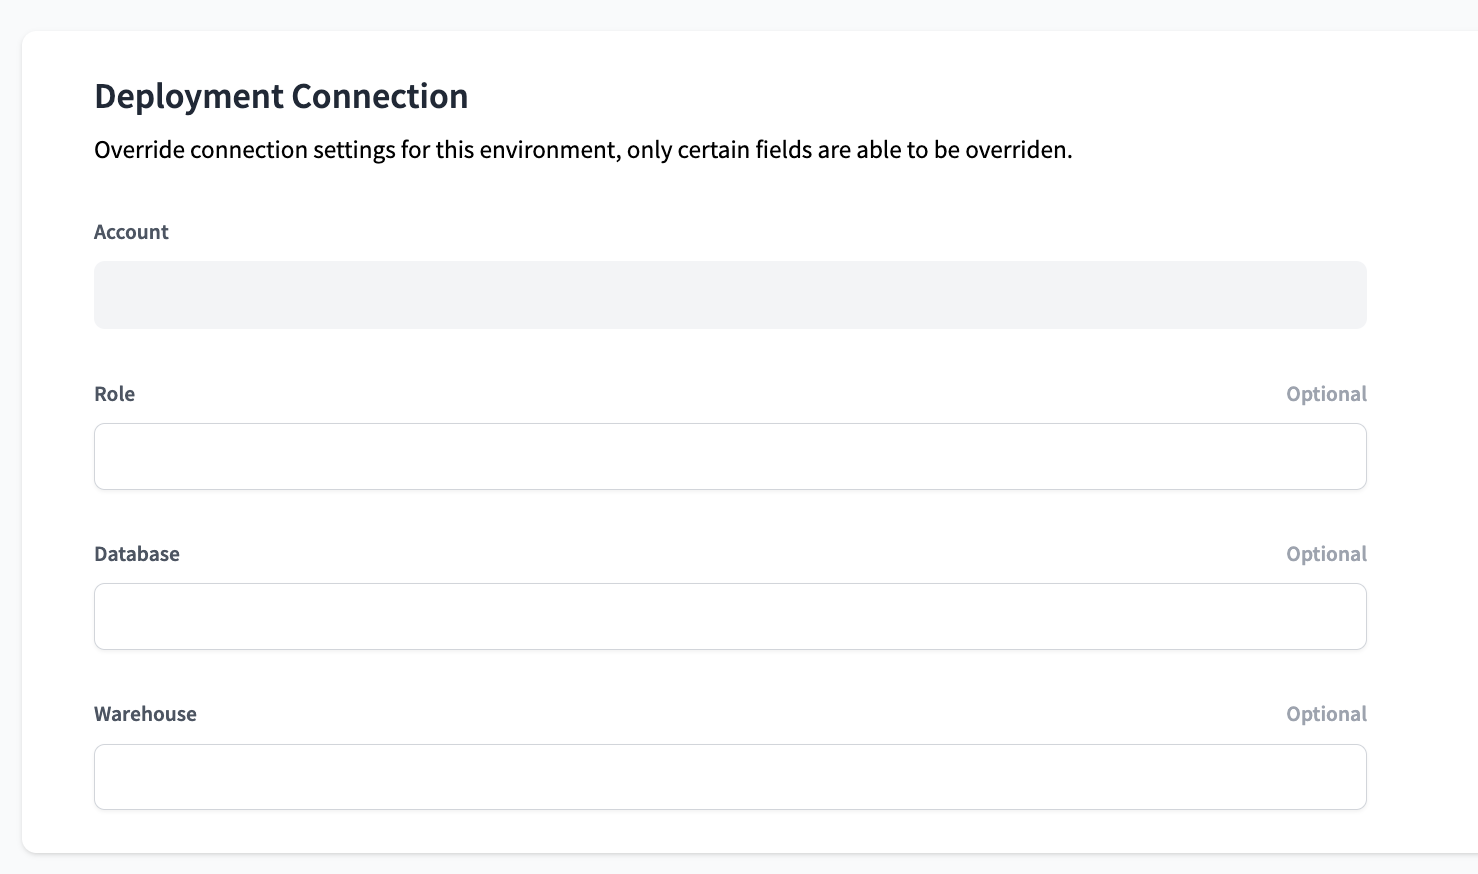 Deployment Connection
Override connection settings for this environment, only certain fields are able to be overriden.
Account
Role Optional
Database Optional
Warehouse Optional